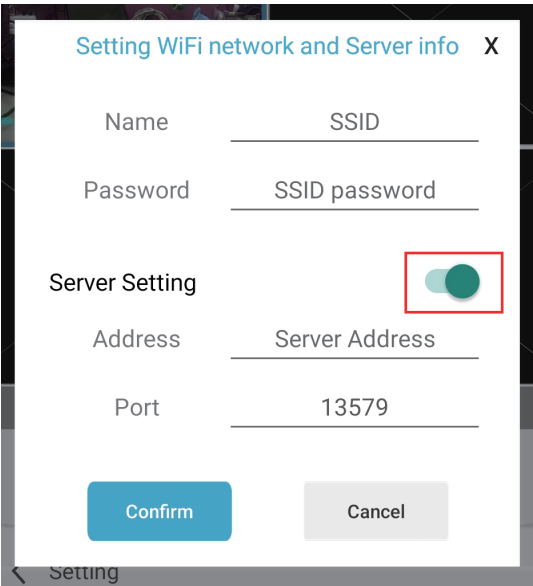 Setting WiFi network and Server info X
Name SSID
Password SSID password
Server Setting
Address Server Address
Port 13579
Confirm Cancel
Setting